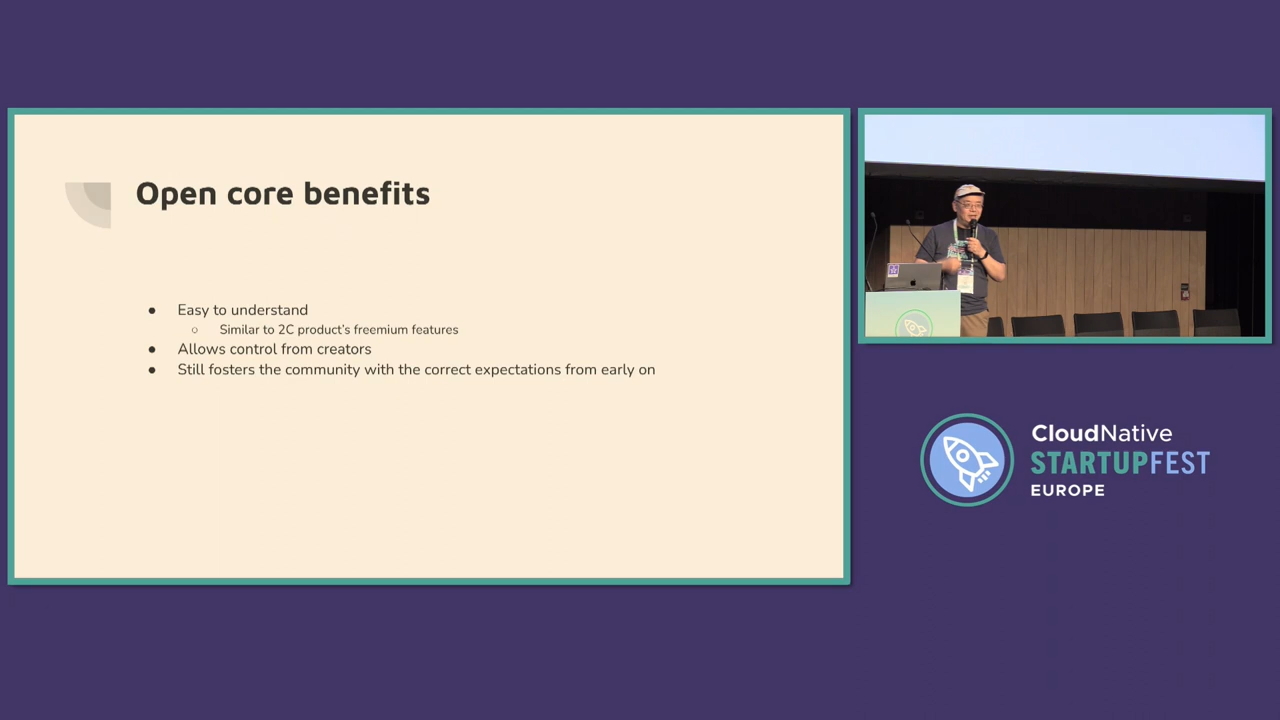 Open core benefits
● Easy to understand
○ Similar to 2C product's freemium features
● Allows control from creators
● Still fosters the community with the correct expectations from early on
CloudNative
STARTUPFEST
EUROPE